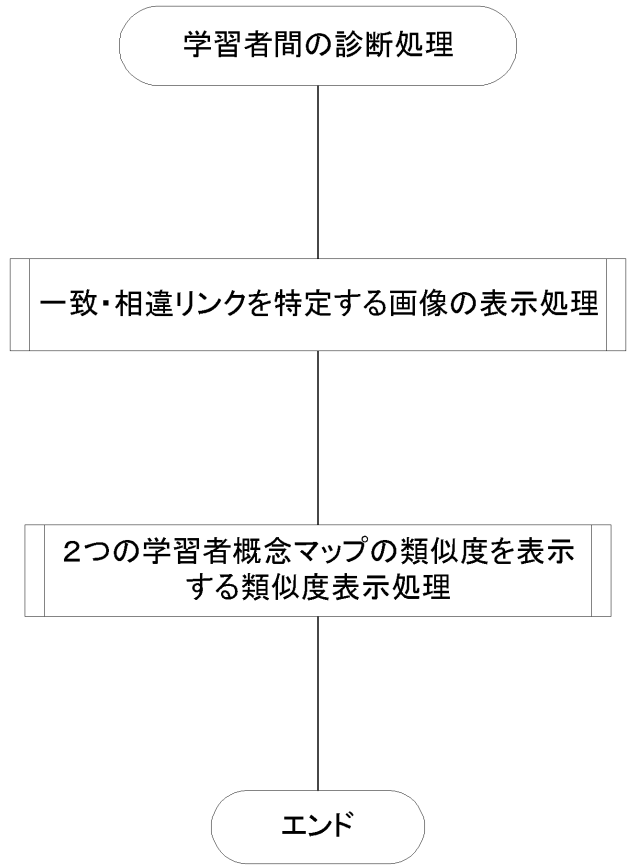 学習者間の診断処理
一致・相違リンクを特定する画像の表示処理
２つの学習者概念マップの類似度を表示
する類似度表示処理
エンド